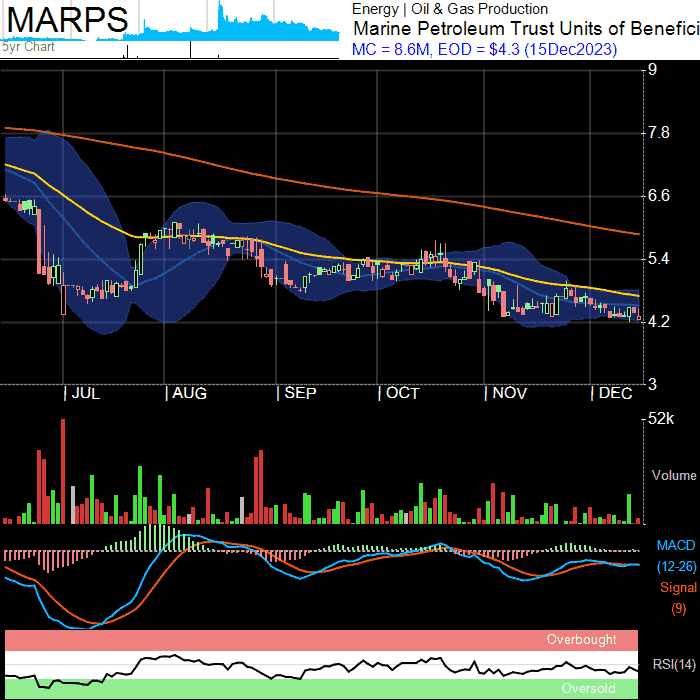 MARPS
5yr Chart
Energy | Oil & Gas Production
Marine Petroleum Trust Units of Benefici
MC = 8.6M, EOD = $4.3 (15Dec2023)
9
7.8
6.6
5.4
4.2
3
| JUL | AUG | SEP | OCT | NOV | DEC
52k
Volume
MACD
(12-26)
Signal
(9)
Overbought
RSI(14)
Oversold